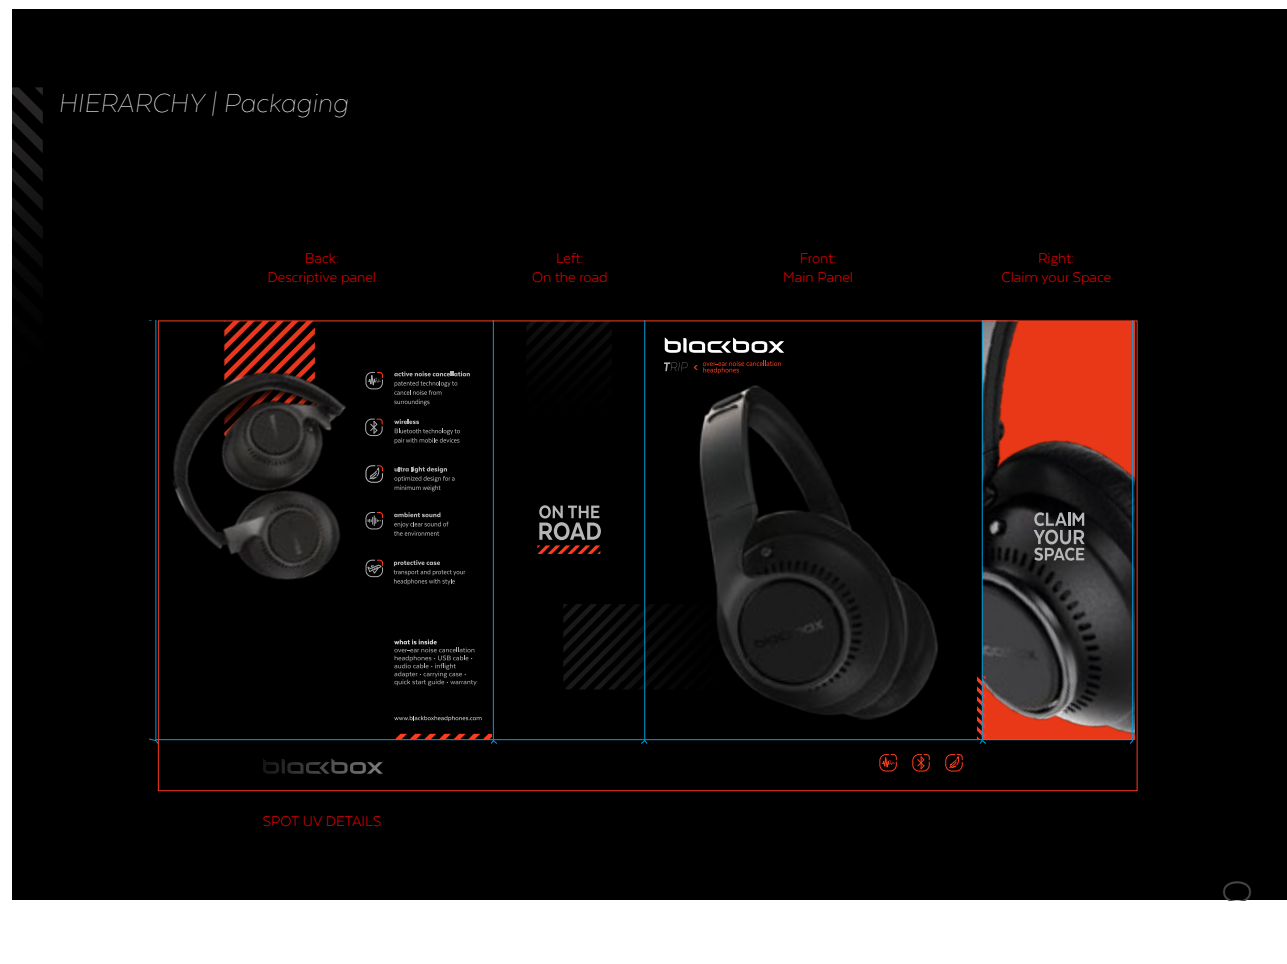 HIERARCHY | Packaging
Back:
Descriptive panel
Left:
On the road
Front:
Main Panel
Right:
Claim your Space
active noise cancellation
patented technology to
cancel noise from
surroundings
wireless
Bluetooth technology to
pair with mobile devices
ultra light design
optimized design for a
minimum weight
ambient sound
enjoy clear sound of
the environment
protective case
transport and protect your
headphones with style
what is inside
over-ear noise cancellation
headphones · USB cable ·
audio cable · inflight
adapter · carrying case ·
quick start guide · warranty
www.blackboxheadphones.com
ON THE
ROAD
blackbox
TRIP < over-ear noise cancellation
headphones
blackbox
CLAIM
YOUR
SPACE
blackbox
SPOT UV DETAILS